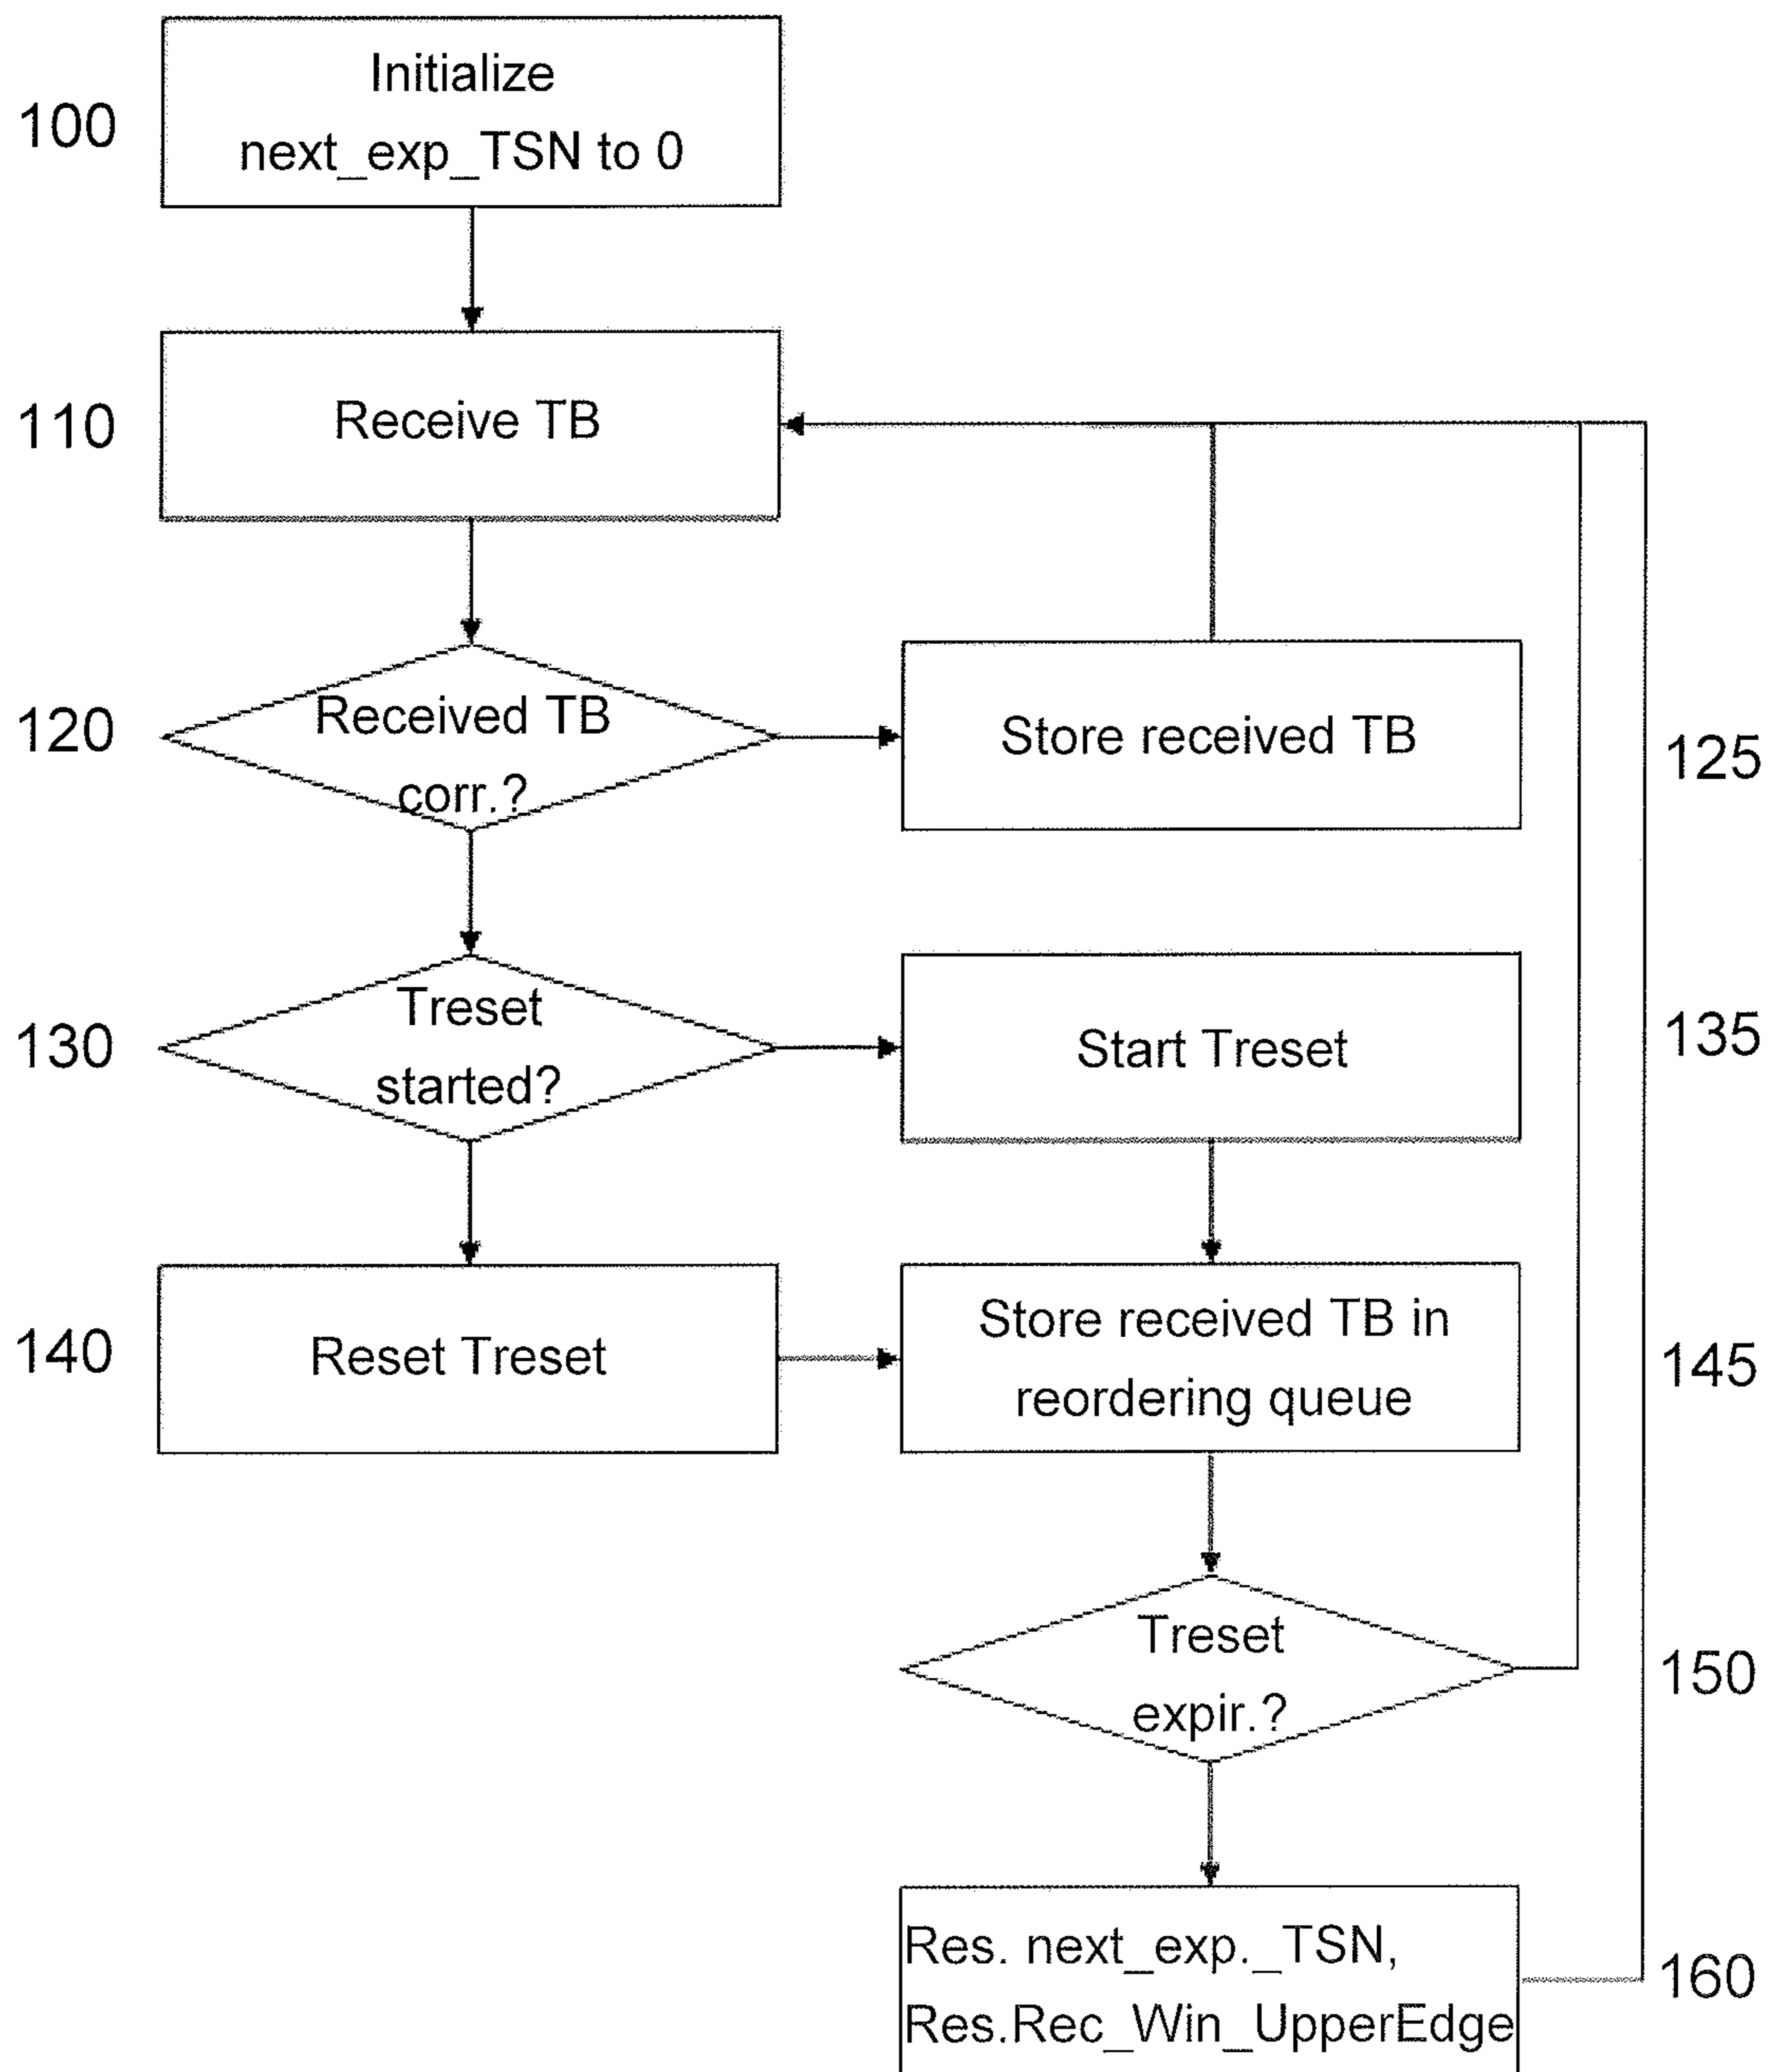 100
Initialize
next_exp_TSN to 0
110
Receive TB
120
Received TB
corr.?
Store received TB
125
130
Treset
started?
Start Treset
135
140
Reset Treset
Store received TB in
reordering queue
145
Treset
expir.?
150
Res. next_exp._TSN,
Res.Rec_Win_UpperEdge
160